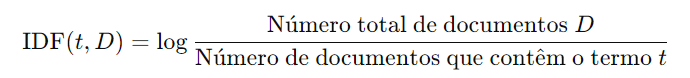 IDF(t, D) = log Número total de documentos D / Número de documentos que contêm o termo t